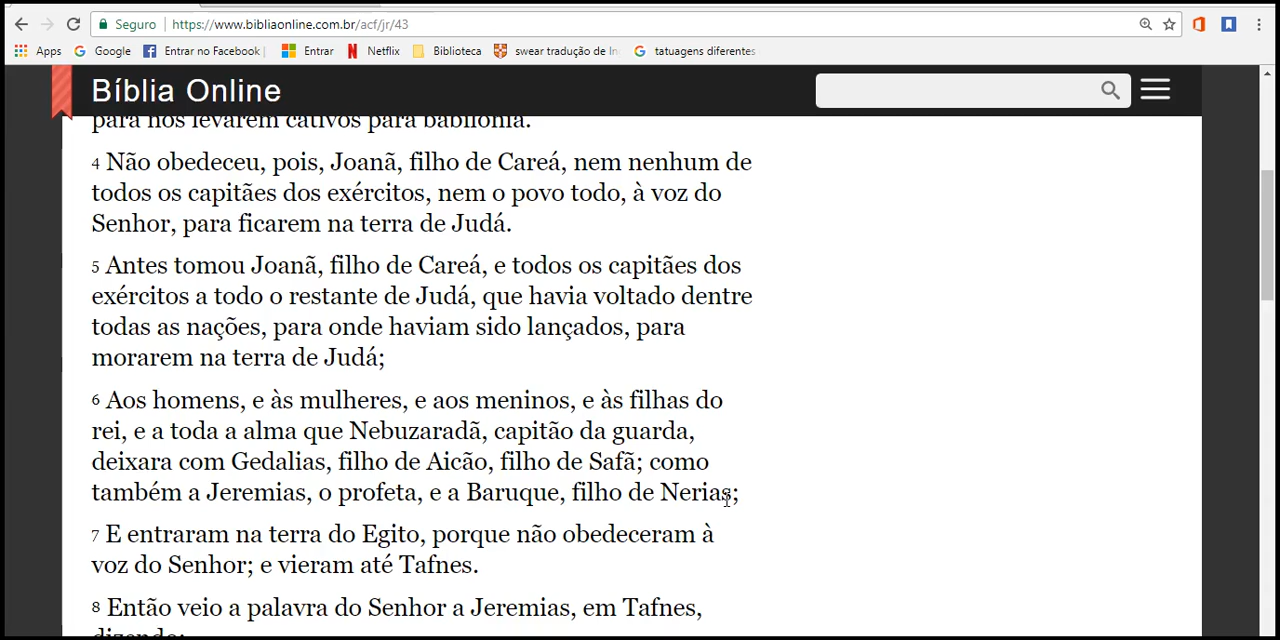 Seguro https://www.bibliaonline.com.br/acf/jr/43
Apps Google Entrar no Facebook | Entrar Netflix Biblioteca swear tradução de In tatuagens diferentes
Bíblia Online
para nos levarem cativos para babilônia.
4 Não obedeceu, pois, Joanã, filho de Careá, nem nenhum de
todos os capitães dos exércitos, nem o povo todo, à voz do
Senhor, para ficarem na terra de Judá.
5 Antes tomou Joanã, filho de Careá, e todos os capitães dos
exércitos a todo o restante de Judá, que havia voltado dentre
todas as nações, para onde haviam sido lançados, para
morarem na terra de Judá;
6 Aos homens, e às mulheres, e aos meninos, e às filhas do
rei, e a toda a alma que Nebuzaradã, capitão da guarda,
deixara com Gedalias, filho de Aicão, filho de Safã; como
também a Jeremias, o profeta, e a Baruque, filho de Nerias;
7 E entraram na terra do Egito, porque não obedeceram à
voz do Senhor; e vieram até Tafnes.
8 Então veio a palavra do Senhor a Jeremias, em Tafnes,
dizendo: